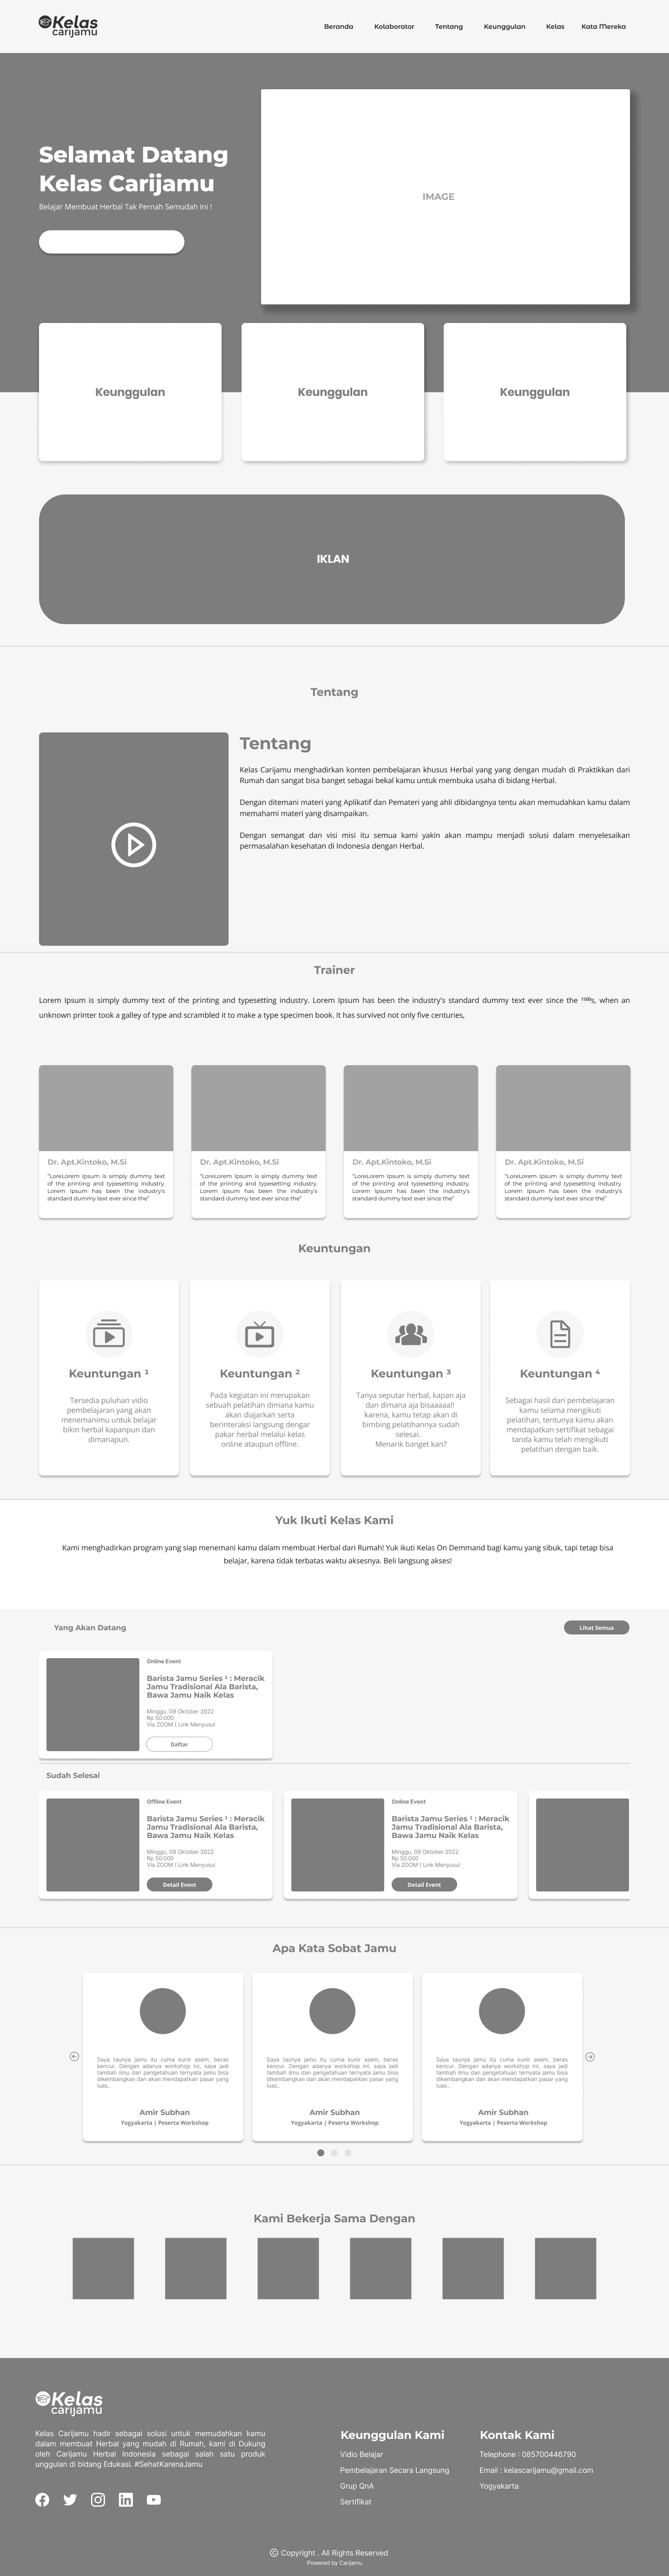 Kelas
carijamu
Beranda Kolaborator Tentang Keunggulan Kelas Kata Mereka
Selamat Datang
Kelas Carijamu
Belajar Membuat Herbal Tak Pernah Semudah Ini !
IMAGE
Keunggulan
Keunggulan
Keunggulan
IKLAN
Tentang
Tentang
Kelas Carijamu menghadirkan konten pembelajaran khusus Herbal yang yang dengan mudah di Praktikkan dari
Rumah dan sangat bisa banget sebagai bekal kamu untuk membuka usaha di bidang Herbal.
Dengan ditemani materi yang Aplikatif dan Pemateri yang ahli dibidangnya tentu akan memudahkan kamu dalam
memahami materi yang disampaikan.
Dengan semangat dan visi misi itu semua kami yakin akan mampu menjadi solusi dalam menyelesaikan
permasalahan kesehatan di Indonesia dengan Herbal.
Trainer
Lorem Ipsum is simply dummy text of the printing and typesetting industry. Lorem Ipsum has been the industry's standard dummy text ever since the ¹⁵⁰⁰s, when an
unknown printer took a galley of type and scrambled it to make a type specimen book. It has survived not only five centuries,
Dr. Apt.Kintoko, M.Si
"LoreLorem Ipsum is simply dummy text
of the printing and typesetting industry.
Lorem Ipsum has been the industry's
standard dummy text ever since the"
Dr. Apt.Kintoko, M.Si
"LoreLorem Ipsum is simply dummy text
of the printing and typesetting industry.
Lorem Ipsum has been the industry's
standard dummy text ever since the"
Dr. Apt.Kintoko, M.Si
"LoreLorem Ipsum is simply dummy text
of the printing and typesetting industry.
Lorem Ipsum has been the industry's
standard dummy text ever since the"
Dr. Apt.Kintoko, M.Si
"LoreLorem Ipsum is simply dummy text
of the printing and typesetting industry.
Lorem Ipsum has been the industry's
standard dummy text ever since the"
Keuntungan
Keuntungan ¹
Tersedia puluhan vidio
pembelajaran yang akan
menemanimu untuk belajar
bikin herbal kapanpun dan
dimanapun.
Keuntungan ²
Pada kegiatan ini merupakan
sebuah pelatihan dimana kamu
akan diajarkan serta
berinteraksi langsung dengar
pakar herbal melalui kelas
online ataupun offline.
Keuntungan ³
Tanya seputar herbal, kapan aja
dan dimana aja bisaaaal!!
karena, kamu tetap akan di
bimbing pelatihannya sudah
selesai.
Menarik banget kan?
Keuntungan ⁴
Sebagai hasil dari pembelajaran
kamu selama mengikuti
pelatihan, tentunya kamu akan
mendapatkan sertifikat sebagai
tanda kamu telah mengikuti
pelatihan dengan baik.
Yuk Ikuti Kelas Kami
Kami menghadirkan program yang siap menemani kamu dalam membuat Herbal dari Rumah! Yuk ikuti Kelas On Demmand bagi kamu yang sibuk, tapi tetap bisa
belajar, karena tidak terbatas waktu aksesnya. Beli langsung akses!
Yang Akan Datang
Lihat Semua
Online Event
Barista Jamu Series ¹ : Meracik
Jamu Tradisional Ala Barista,
Bawa Jamu Naik Kelas
Minggu, 09 Oktober 2022
Rp 50.000
Via ZOOM ( Link Menyusul
Daftar
Sudah Selesai
Offline Event
Barista Jamu Series ¹ : Meracik
Jamu Tradisional Ala Barista,
Bawa Jamu Naik Kelas
Minggu, 09 Oktober 2022
Rp 50.000
Via ZOOM ( Link Menyusul
Detail Event
Online Event
Barista Jamu Series ¹ : Meracik
Jamu Tradisional Ala Barista,
Bawa Jamu Naik Kelas
Minggu, 09 Oktober 2022
Rp 50.000
Via ZOOM ( Link Menyusul
Detail Event
Apa Kata Sobat Jamu
Saya taunya jamu itu cuma kunir asem, beras
kencur. Dengan adanya workshop ini, saya jadi
tambah ilmu dan pengetahuan ternyata jamu bisa
dikembangkan dan akan mendapatkan pasar yang
luas..
Amir Subhan
Yogyakarta | Peserta Workshop
Saya taunya jamu itu cuma kunir asem, beras
kencur. Dengan adanya workshop ini, saya jadi
tambah ilmu dan pengetahuan ternyata jamu bisa
dikembangkan dan akan mendapatkan pasar yang
luas..
Amir Subhan
Yogyakarta | Peserta Workshop
Saya taunya jamu itu cuma kunir asem, beras
kencur. Dengan adanya workshop ini, saya jadi
tambah ilmu dan pengetahuan ternyata jamu bisa
dikembangkan dan akan mendapatkan pasar yang
luas..
Amir Subhan
Yogyakarta | Peserta Workshop
Kami Bekerja Sama Dengan
Kelas
carijamu
Kelas Carijamu hadir sebagai solusi untuk memudahkan kamu
dalam membuat Herbal yang mudah di Rumah, kami di Dukung
oleh Carijamu Herbal Indonesia sebagai salah satu produk
unggulan di bidang Edukasi. #SehatKarenaJamu
Keunggulan Kami
Vidio Belajar
Pembelajaran Secara Langsung
Grup QnA
Sertifikat
Kontak Kami
Telephone : 085700446790
Email : kelascarijamu@gmail.com
Yogyakarta
© Copyright . All Rights Reserved
Powered by Carijamu